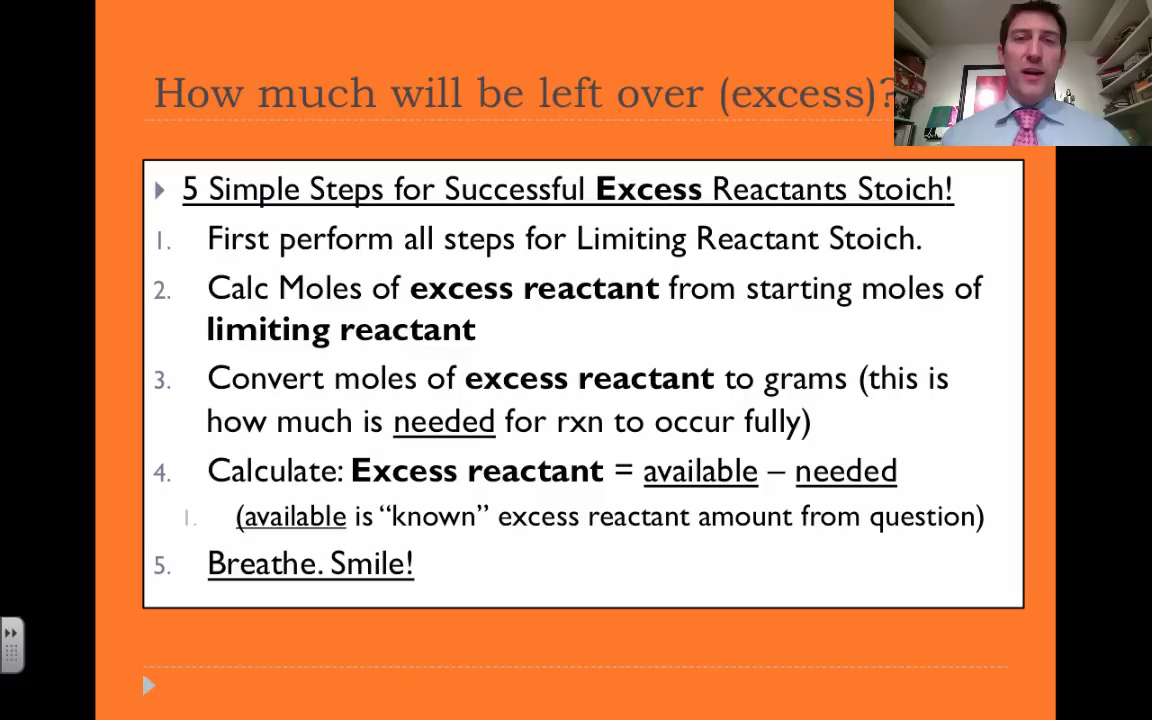 How much will be left over (excess)?
5 Simple Steps for Successful Excess Reactants Stoich!
1. First perform all steps for Limiting Reactant Stoich.
2. Calc Moles of excess reactant from starting moles of
limiting reactant
3. Convert moles of excess reactant to grams (this is
how much is needed for rxn to occur fully)
4. Calculate: Excess reactant = available – needed
1. (available is “known” excess reactant amount from question)
5. Breathe. Smile!